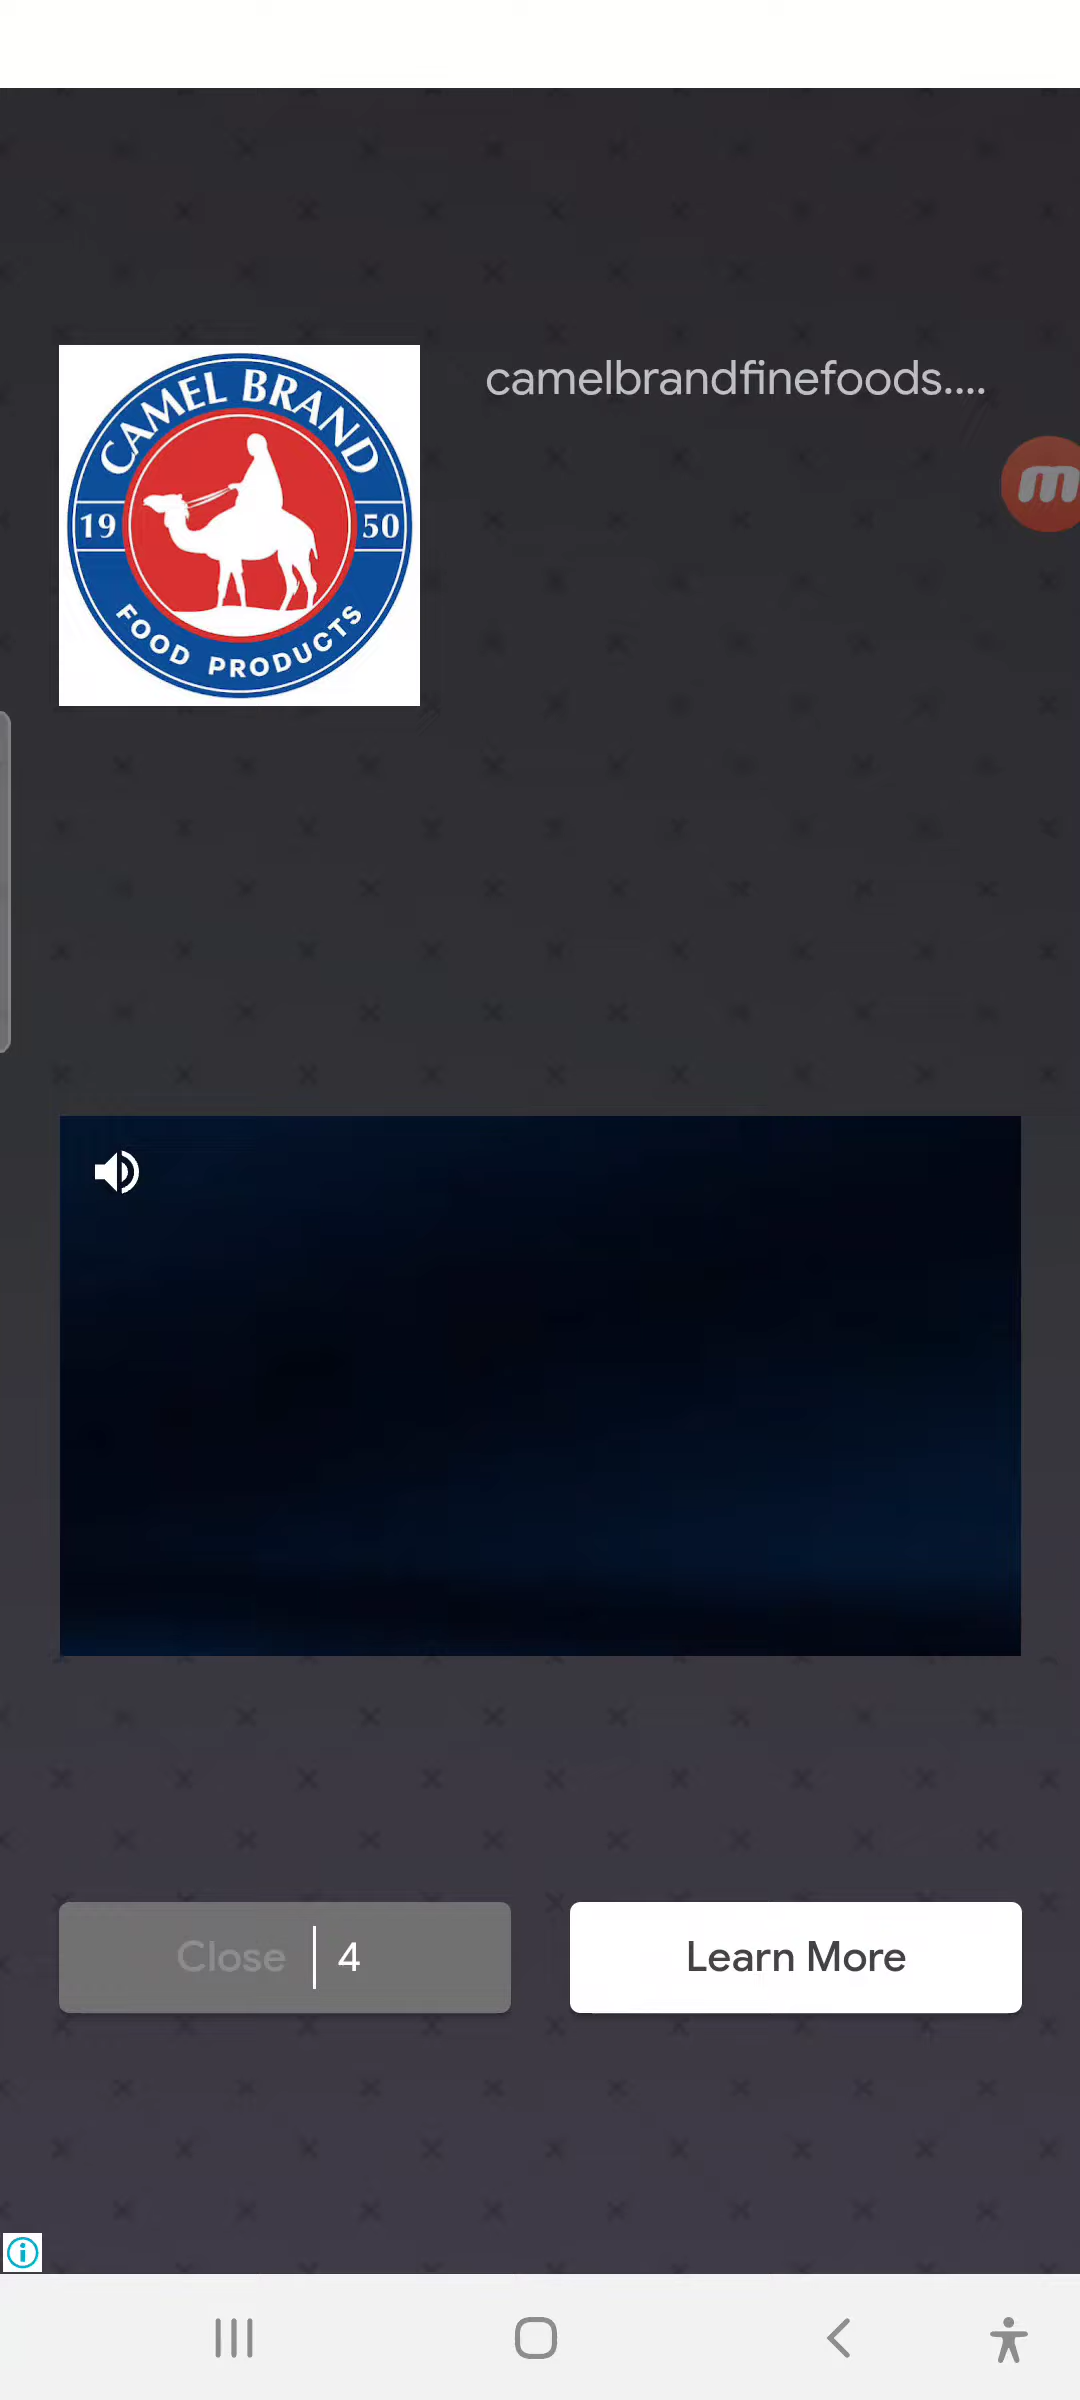 CAMEL BRAND
19 50
FOOD PRODUCTS
camelbrandfinefoods....
m
Close 4
Learn More